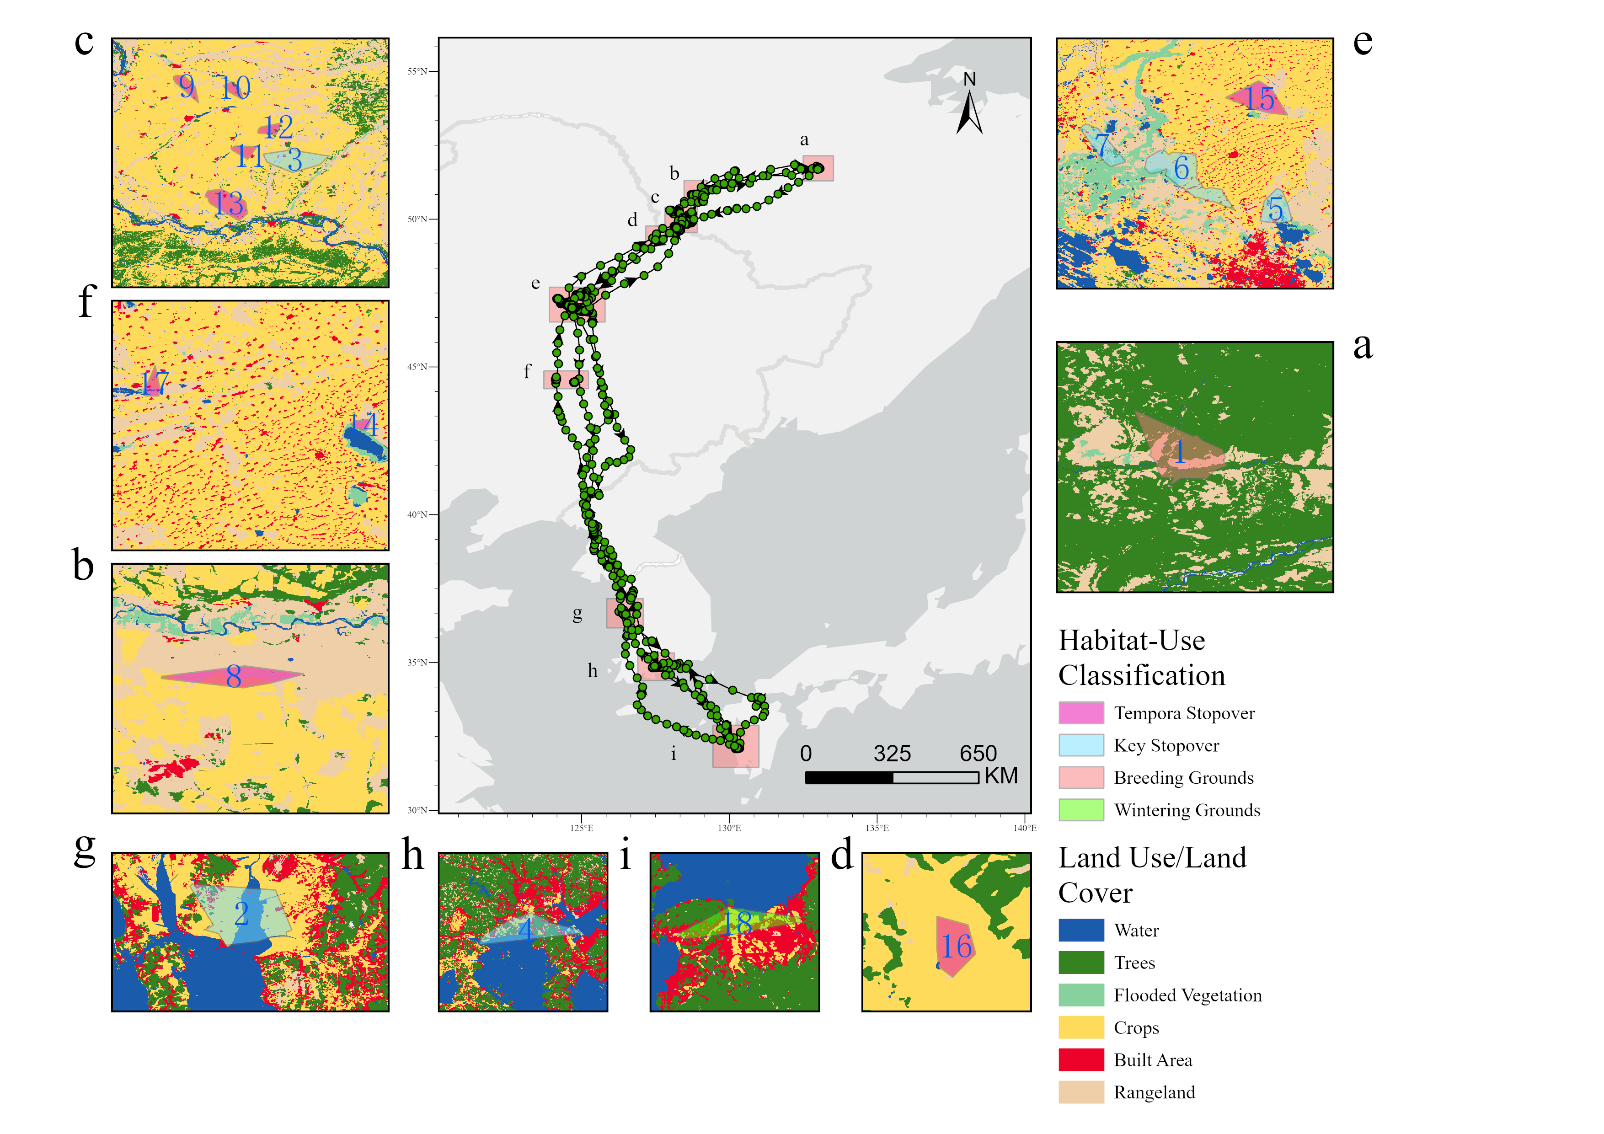 c
9
10
12
11
3
13
f
17
14
b
8
g
2
h
4
i
18
d
16
e
15
7
6
5
a
1
N
55°N
50°N
45°N
40°N
35°N
30°N
125°E
130°E
135°E
140°E
a
b
c
d
e
f
g
h
i
0 325 650
KM
Habitat-Use
Classification
Tempora Stopover
Key Stopover
Breeding Grounds
Wintering Grounds
Land Use/Land
Cover
Water
Trees
Flooded Vegetation
Crops
Built Area
Rangeland